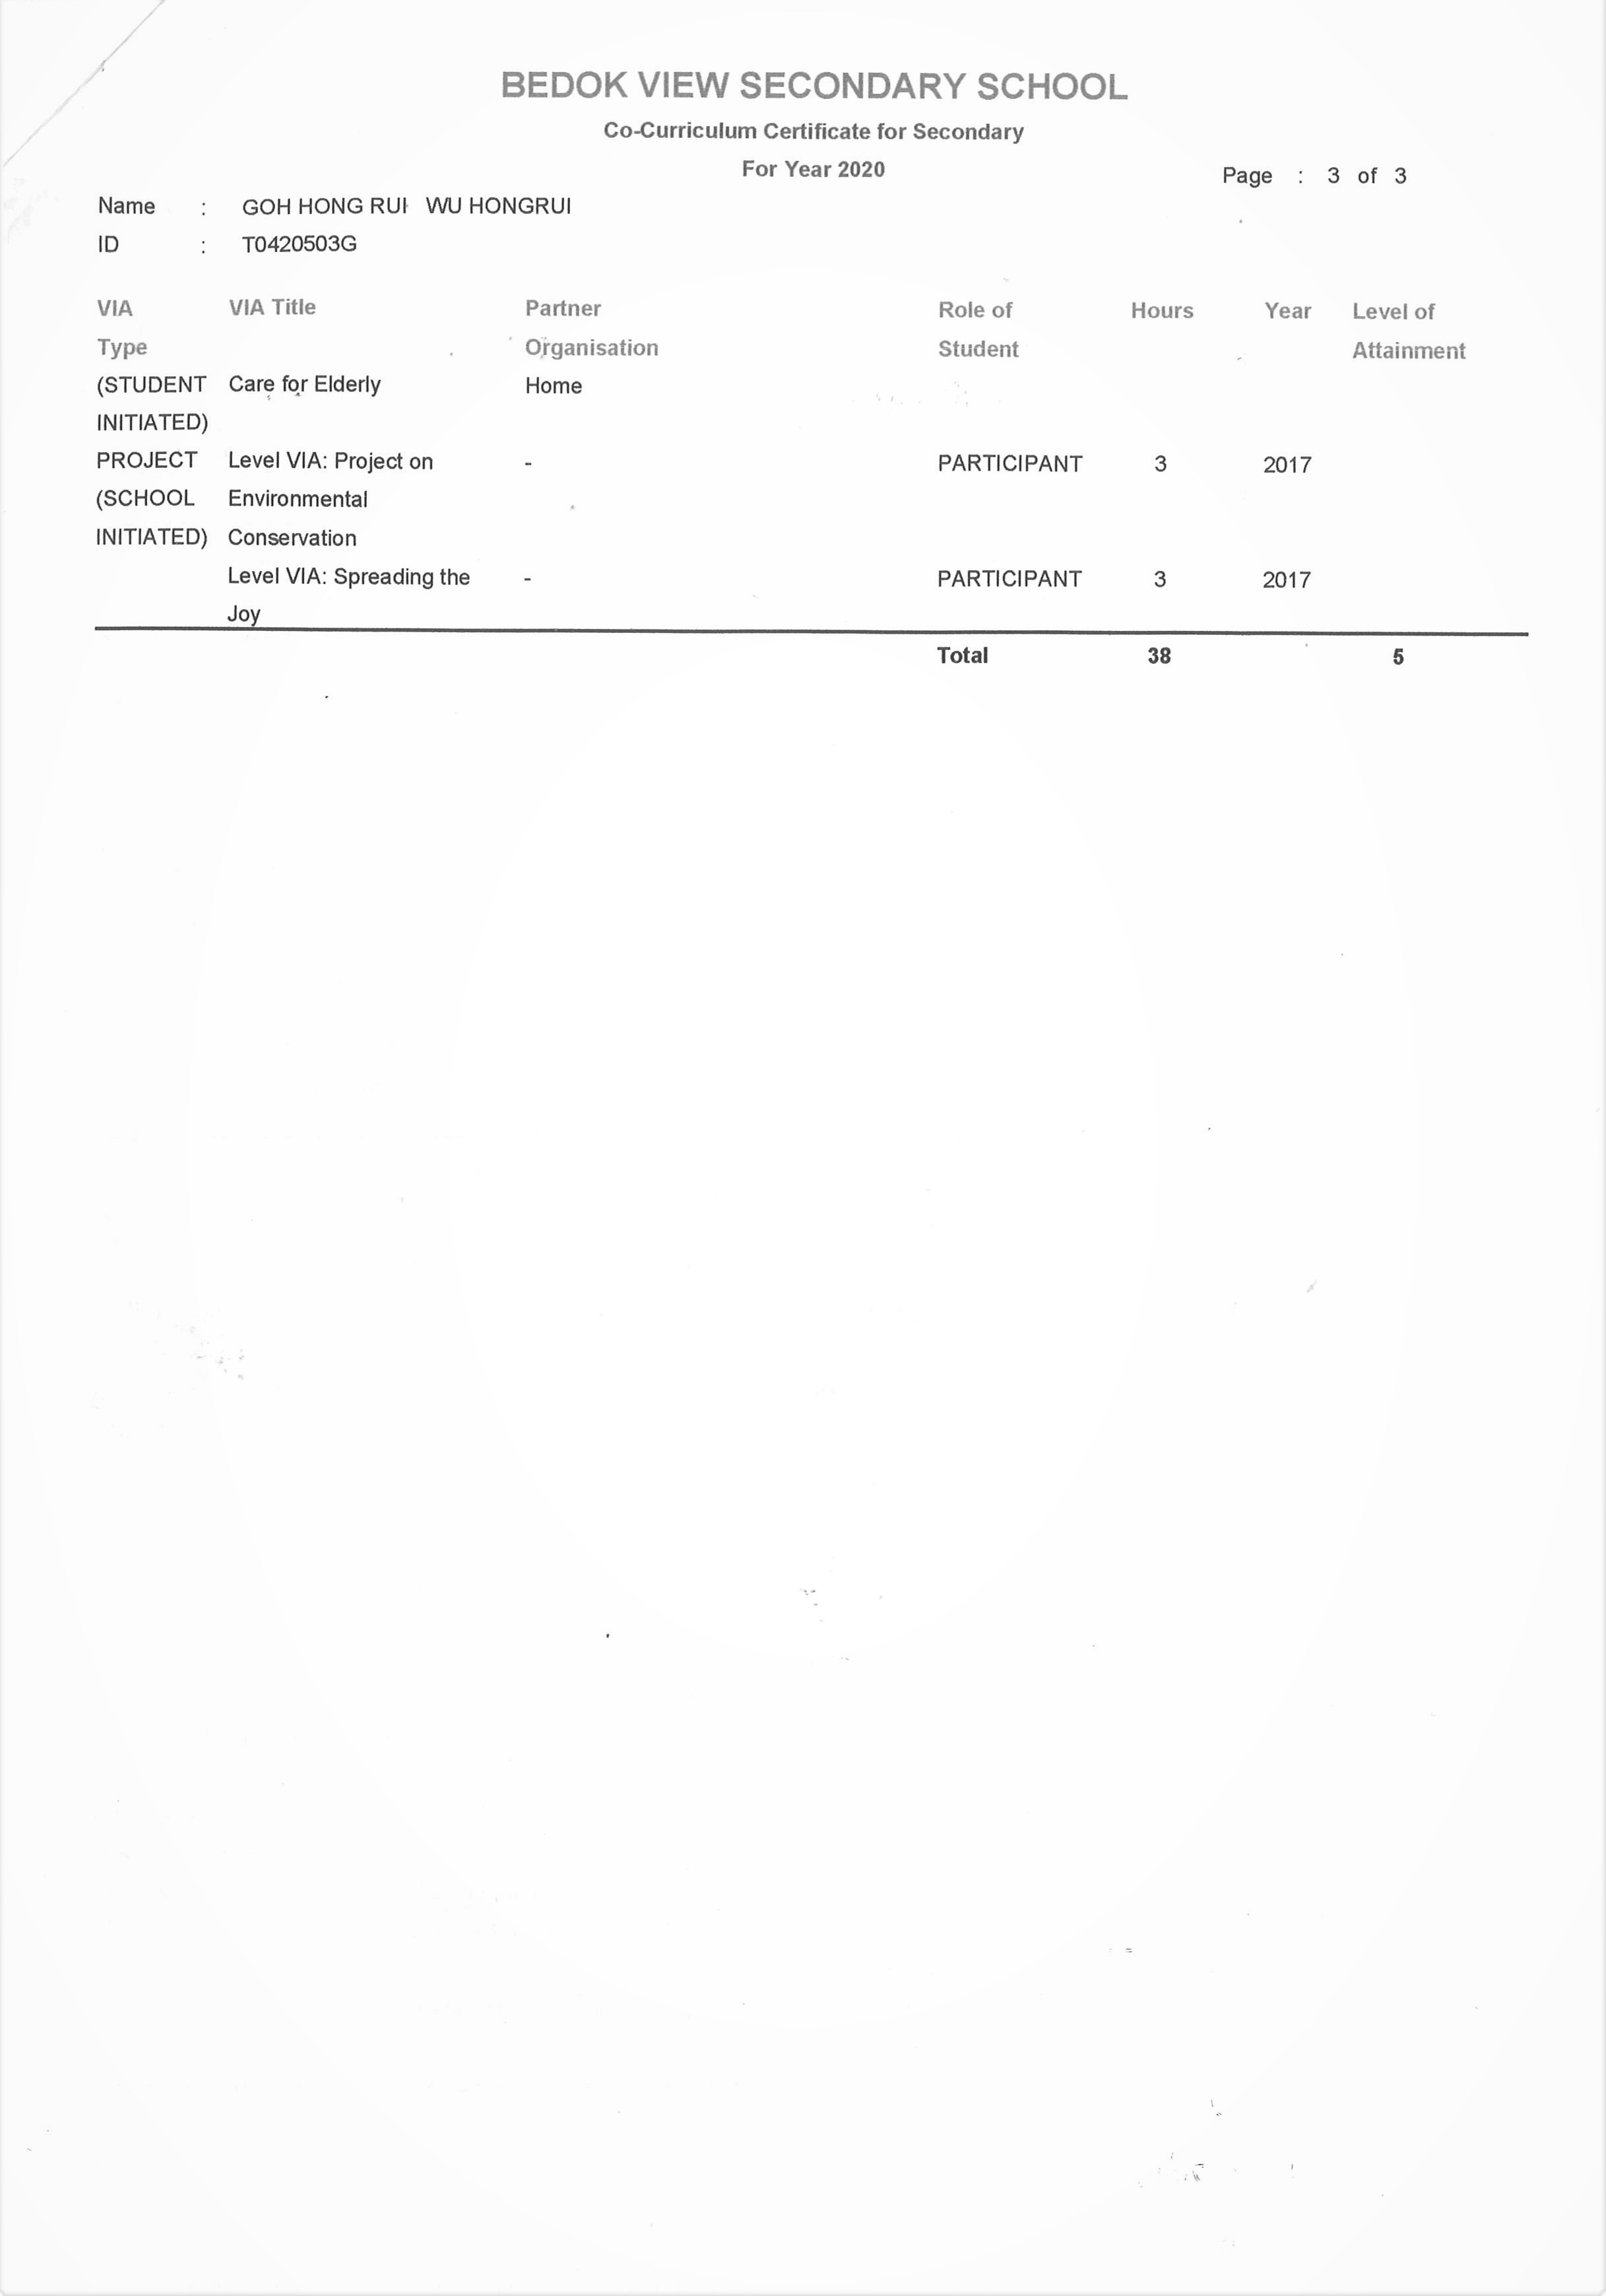 BEDOK VIEW SECONDARY SCHOOL
Co-Curriculum Certificate for Secondary
For Year 2020
Page : 3 of 3
Name : GOH HONG RUI WU HONGRUI
ID : T0420503G
VIA VIA Title Partner Role of Hours Year Level of
Type Organisation Student Attainment
(STUDENT Care for Elderly Home
INITIATED)
PROJECT Level VIA: Project on - PARTICIPANT 3 2017
(SCHOOL Environmental
INITIATED) Conservation
Level VIA: Spreading the - PARTICIPANT 3 2017
Joy
Total 38 5